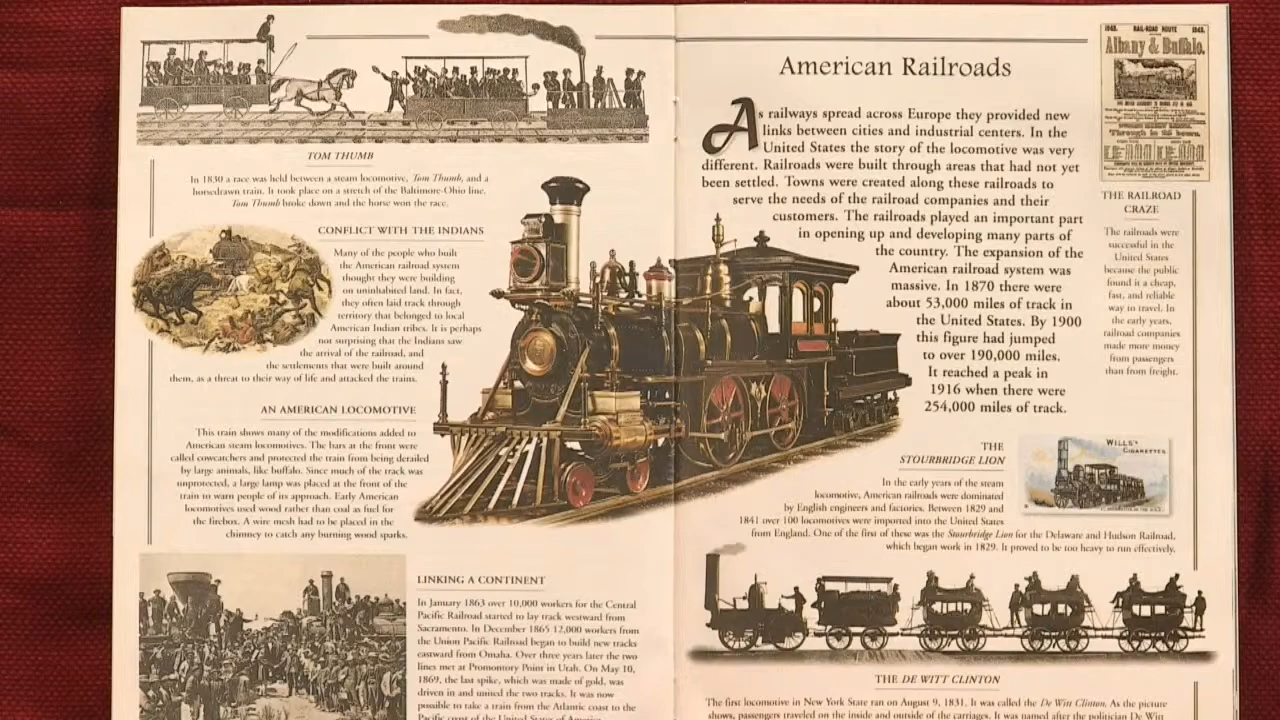 TOM THUMB
In 1830 a race was held between a steam locomotive, Tom Thumb, and a
horsedrawn train. It took place on a stretch of the Baltimore-Ohio line.
Tom Thumb broke down and the horse won the race.
CONFLICT WITH THE INDIANS
Many of the people who built
the American railroad system
thought they were building
on uninhabited land. In fact,
they often laid track through
territory that belonged to local
American Indian tribes. It is perhaps
not surprising that the Indians saw
the arrival of the railroad, and
the settlements that were built around
them, as a threat to their way of life and attacked the trains.
AN AMERICAN LOCOMOTIVE
This train shows many of the modifications added to
American steam locomotives. The bars at the front were
called cowcatchers and protected the train from being derailed
by large animals, like buffalo. Since much of the track was
unprotected, a large lamp was placed at the front of the
train to warn people of its approach. Early American
locomotives used wood rather than coal as fuel for
the firebox. A wire mesh had to be placed in the
chimney to catch any burning wood sparks.
LINKING A CONTINENT
In January 1863 over 10,000 workers for the Central
Pacific Railroad started to lay track westward from
Sacramento. In December 1865 12,000 workers from
the Union Pacific Railroad began to build new tracks
eastward from Omaha. Over three years later the two
lines met at Promontory Point in Utah. On May 10,
1869, the last spike, which was made of gold, was
driven in and united the two tracks. It was now
possible to take a train from the Atlantic coast to the
Pacific coast of the United States of America.
American Railroads
As railways spread across Europe they provided new
links between cities and industrial centers. In the
United States the story of the locomotive was very
different. Railroads were built through areas that had not yet
been settled. Towns were created along these railroads to
serve the needs of the railroad companies and their
customers. The railroads played an important part
in opening up and developing many parts of
the country. The expansion of the
American railroad system was
massive. In 1870 there were
about 53,000 miles of track in
the United States. By 1900
this figure had jumped
to over 190,000 miles.
It reached a peak in
1916 when there were
254,000 miles of track.
1848. RAIL-ROAD ROUTE 1848.
Albany & Buffalo.
Through in 25 hours.
THE RAILROAD
CRAZE
The railroads were
successful in the
United States
because the public
found it a cheap,
fast, and reliable
way to travel. In
the early years,
railroad companies
made more money
from passengers
than from freight.
THE
STOURBRIDGE LION
WILLS'S
CIGARETTES
In the early years of the steam
locomotive, American railroads were dominated
by English engineers and factories. Between 1829 and
1841 over 100 locomotives were imported into the United States
from England. One of the first of these was the Stourbridge Lion for the Delaware and Hudson Railroad,
which began work in 1829. It proved to be too heavy to run effectively.
THE DE WITT CLINTON
The first locomotive in New York State ran on August 9, 1831. It was called the De Witt Clinton. As the picture
shows, passengers traveled on the inside and outside of the carriages. It was named after the politician De Witt